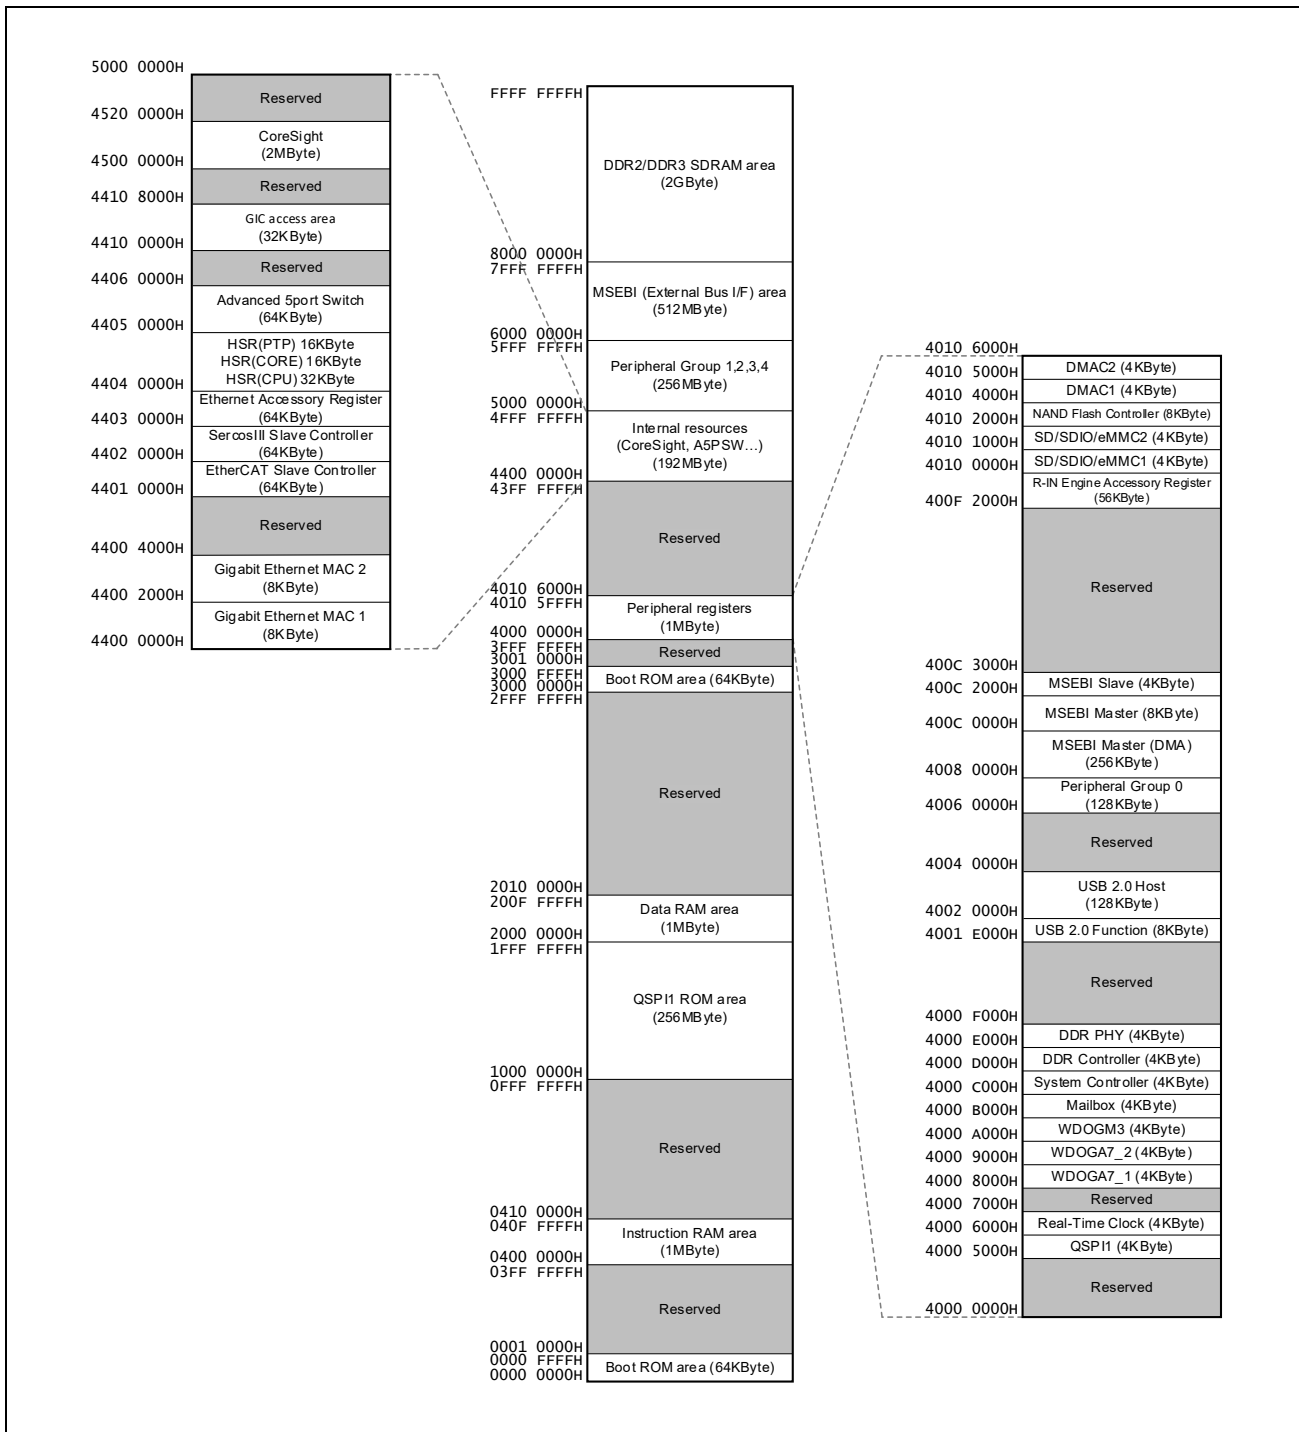 5000 0000H
Reserved
4520 0000H
CoreSight
(2MByte)
4500 0000H
Reserved
4410 8000H
GIC access area
(32KByte)
4410 0000H
Reserved
4406 0000H
Advanced 5port Switch
(64KByte)
4405 0000H
HSR(PTP) 16KByte
HSR(CORE) 16KByte
HSR(CPU) 32KByte
4404 0000H
Ethernet Accessory Register
(64KByte)
4403 0000H
SercosIII Slave Controller
(64KByte)
4402 0000H
EtherCAT Slave Controller
(64KByte)
4401 0000H
Reserved
4400 4000H
Gigabit Ethernet MAC 2
(8KByte)
4400 2000H
Gigabit Ethernet MAC 1
(8KByte)
4400 0000H
FFFF FFFFH
DDR2/DDR3 SDRAM area
(2GByte)
8000 0000H
7FFF FFFFH
MSEBI (External Bus I/F) area
(512MByte)
6000 0000H
5FFF FFFFH
Peripheral Group 1,2,3,4
(256MByte)
5000 0000H
4FFF FFFFH
Internal resources
(CoreSight, A5PSW...)
(192MByte)
4400 0000H
43FF FFFFH
Reserved
4010 6000H
4010 5FFFH
Peripheral registers
(1MByte)
4000 0000H
3FFF FFFFH
Reserved
3001 0000H
3000 FFFFH
Boot ROM area (64KByte)
3000 0000H
2FFF FFFFH
Reserved
2010 0000H
200F FFFFH
Data RAM area
(1MByte)
2000 0000H
1FFF FFFFH
QSPI1 ROM area
(256MByte)
1000 0000H
0FFF FFFFH
Reserved
0410 0000H
040F FFFFH
Instruction RAM area
(1MByte)
0400 0000H
03FF FFFFH
Reserved
0001 0000H
0000 FFFFH
Boot ROM area (64KByte)
0000 0000H
4010 6000H
DMAC2 (4KByte)
4010 5000H
DMAC1 (4KByte)
4010 4000H
NAND Flash Controller (8KByte)
4010 2000H
SD/SDIO/eMMC2 (4KByte)
4010 1000H
SD/SDIO/eMMC1 (4KByte)
4010 0000H
R-IN Engine Accessory Register
(56KByte)
400F 2000H
Reserved
400C 3000H
MSEBI Slave (4KByte)
400C 2000H
MSEBI Master (8KByte)
400C 0000H
MSEBI Master (DMA)
(256KByte)
4008 0000H
Peripheral Group 0
(128KByte)
4006 0000H
Reserved
4004 0000H
USB 2.0 Host
(128KByte)
4002 0000H
USB 2.0 Function (8KByte)
4001 E000H
Reserved
4000 F000H
DDR PHY (4KByte)
4000 E000H
DDR Controller (4KByte)
4000 D000H
System Controller (4KByte)
4000 C000H
Mailbox (4KByte)
4000 B000H
WDOGM3 (4KByte)
4000 A000H
WDOGA7_2 (4KByte)
4000 9000H
WDOGA7_1 (4KByte)
4000 8000H
Reserved
4000 7000H
Real-Time Clock (4KByte)
4000 6000H
QSPI1 (4KByte)
4000 5000H
Reserved
4000 0000H